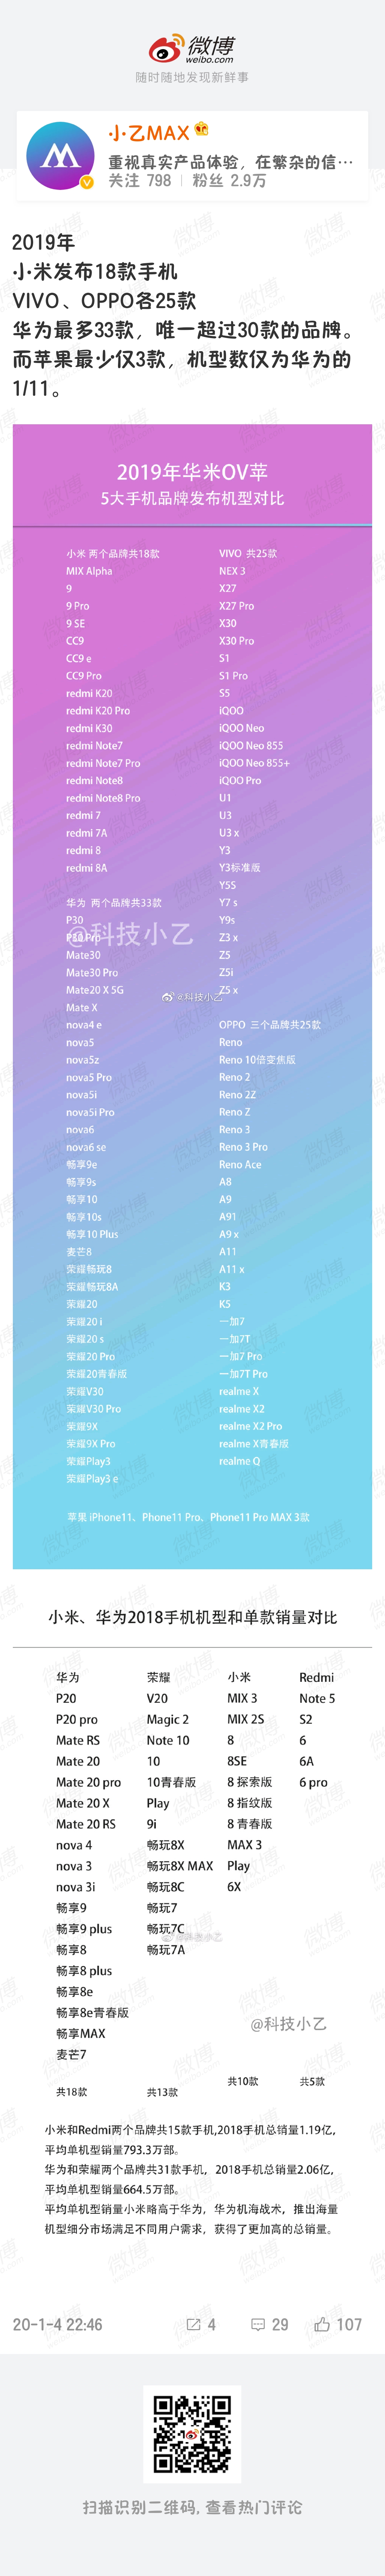 微博
weibo.com
随时随地发现新鲜事
小乙MAX
重视真实产品体验，在繁杂的信…
关注 798 | 粉丝 2.9万
2019年
小米发布18款手机
VIVO、OPPO各25款
华为最多33款，唯一超过30款的品牌。
而苹果最少仅3款，机型数仅为华为的
1/11。
2019年华米OV苹
5大手机品牌发布机型对比
小米 两个品牌共18款
MIX Alpha
9
9 Pro
9 SE
CC9
CC9 e
CC9 Pro
redmi K20
redmi K20 Pro
redmi K30
redmi Note7
redmi Note7 Pro
redmi Note8
redmi Note8 Pro
redmi 7
redmi 7A
redmi 8
redmi 8A
华为 两个品牌共33款
P30
P30 Pro
Mate30
Mate30 Pro
Mate20 X 5G
Mate X
nova4 e
nova5
nova5z
nova5 Pro
nova5i
nova5i Pro
nova6
nova6 se
畅享9e
畅享9s
畅享10
畅享10s
畅享10 Plus
麦芒8
荣耀畅玩8
荣耀畅玩8A
荣耀20
荣耀20 i
荣耀20 s
荣耀20 Pro
荣耀20青春版
荣耀V30
荣耀V30 Pro
荣耀9X
荣耀9X Pro
荣耀Play3
荣耀Play3 e
VIVO 共25款
NEX 3
X27
X27 Pro
X30
X30 Pro
S1
S1 Pro
S5
iQOO
iQOO Neo
iQOO Neo 855
iQOO Neo 855+
iQOO Pro
U1
U3
U3 x
Y3
Y3标准版
Y5S
Y7 s
Y9s
Z3 x
Z5
Z5i
Z5 x
OPPO 三个品牌共25款
Reno
Reno 10倍变焦版
Reno 2
Reno 2Z
Reno Z
Reno 3
Reno 3 Pro
Reno Ace
A8
A9
A91
A9 x
A11
A11 x
K3
K5
一加7
一加7T
一加7 Pro
一加7T Pro
realme X
realme X2
realme X2 Pro
realme X青春版
realme Q
@科技小乙
@科技小乙
苹果 iPhone11、Phone11 Pro、Phone11 Pro MAX 3款
小米、华为2018手机机型和单款销量对比
华为
P20
P20 pro
Mate RS
Mate 20
Mate 20 pro
Mate 20 X
Mate 20 RS
nova 4
nova 3
nova 3i
畅享9
畅享9 plus
畅享8
畅享8 plus
畅享8e
畅享8e青春版
畅享MAX
麦芒7
共18款
荣耀
V20
Magic 2
Note 10
10
10青春版
Play
9i
畅玩8X
畅玩8X MAX
畅玩8C
畅玩7
畅玩7C
畅玩7A
共13款
小米
MIX 3
MIX 2S
8
8SE
8 探索版
8 指纹版
8 青春版
MAX 3
Play
6X
共10款
Redmi
Note 5
S2
6
6A
6 pro
共5款
@科技小乙
@科技小乙
小米和Redmi两个品牌共15款手机,2018手机总销量1.19亿,
平均单机型销量793.3万部。
华为和荣耀两个品牌共31款手机，2018手机总销量2.06亿,
平均单机型销量664.5万部。
平均单机型销量小米略高于华为，华为机海战术，推出海量
机型细分市场满足不同用户需求，获得了更加高的总销量。
20-1-4 22:46
4
29
107
扫描识别二维码, 查看热门评论